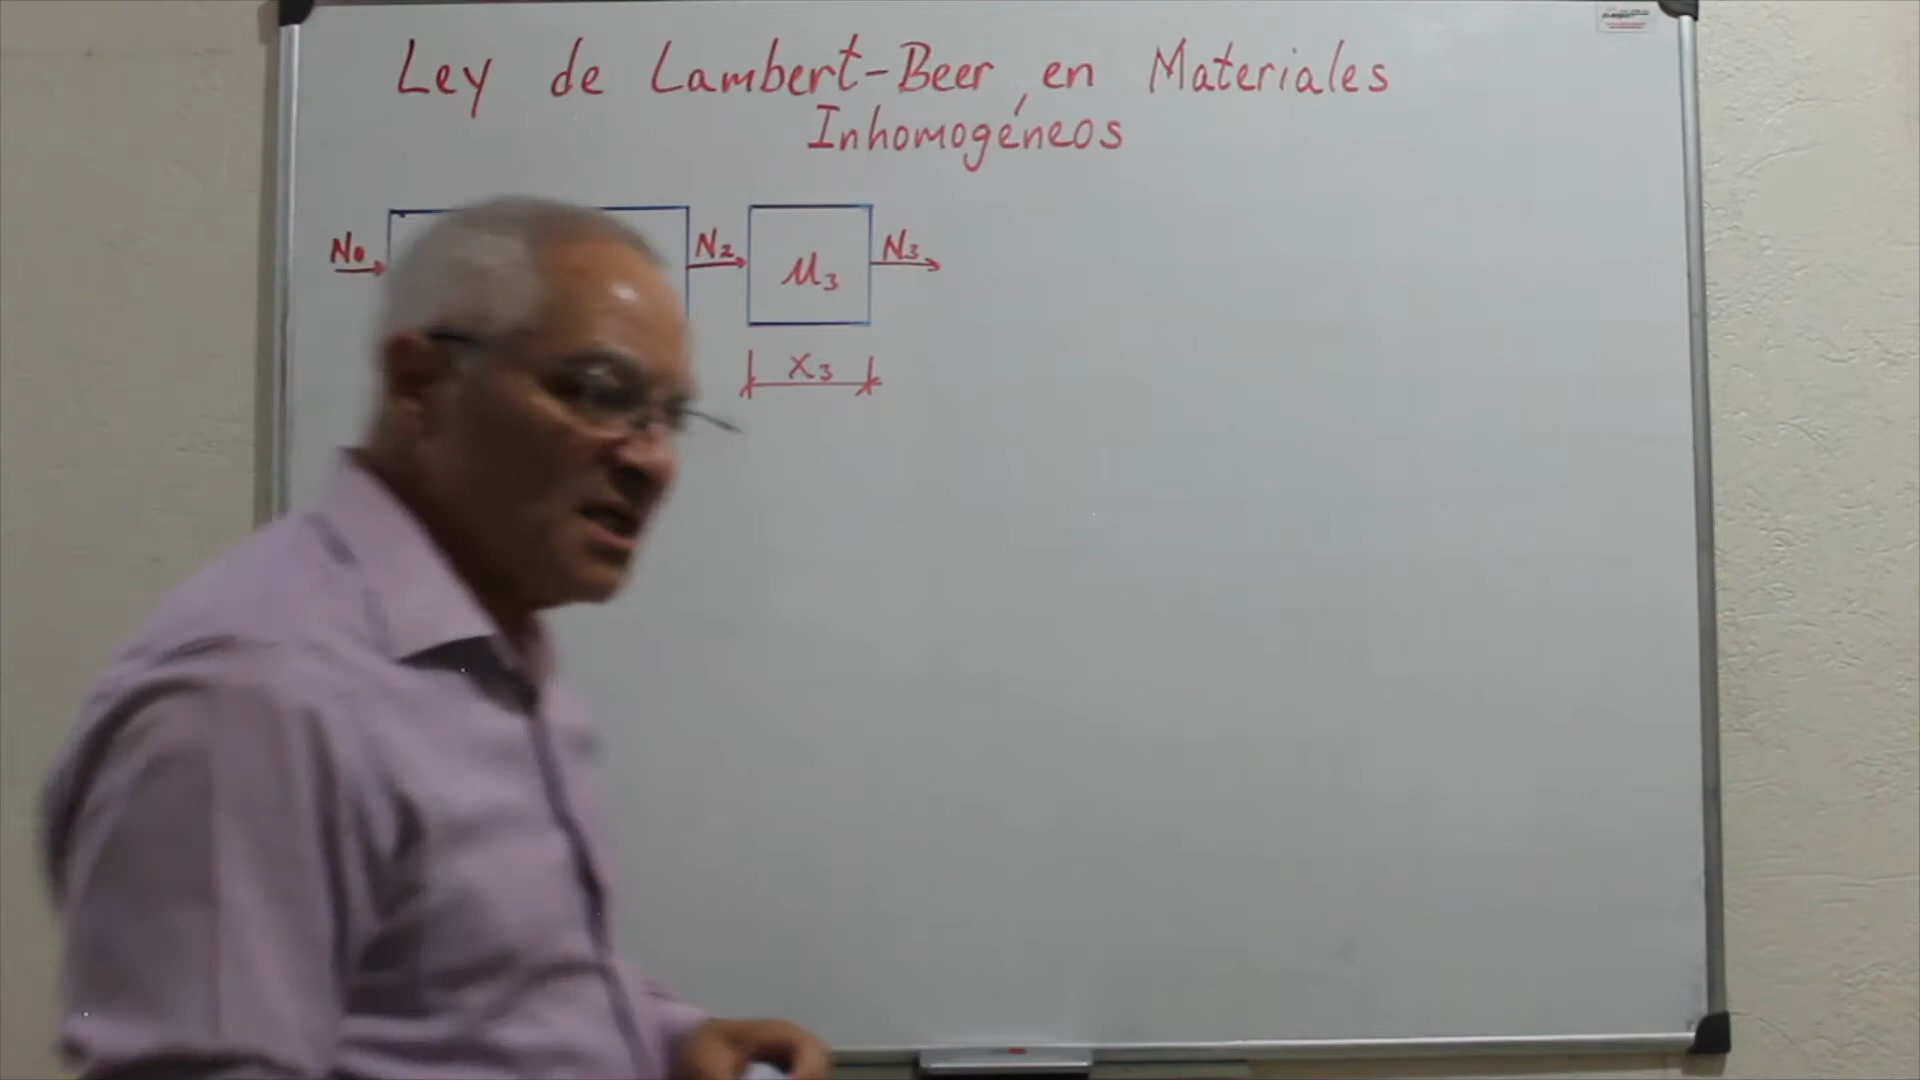 Ley de Lambert-Beer, en Materiales
Inhomogéneos
N₀ N₂ μ₃ N₃
X₃